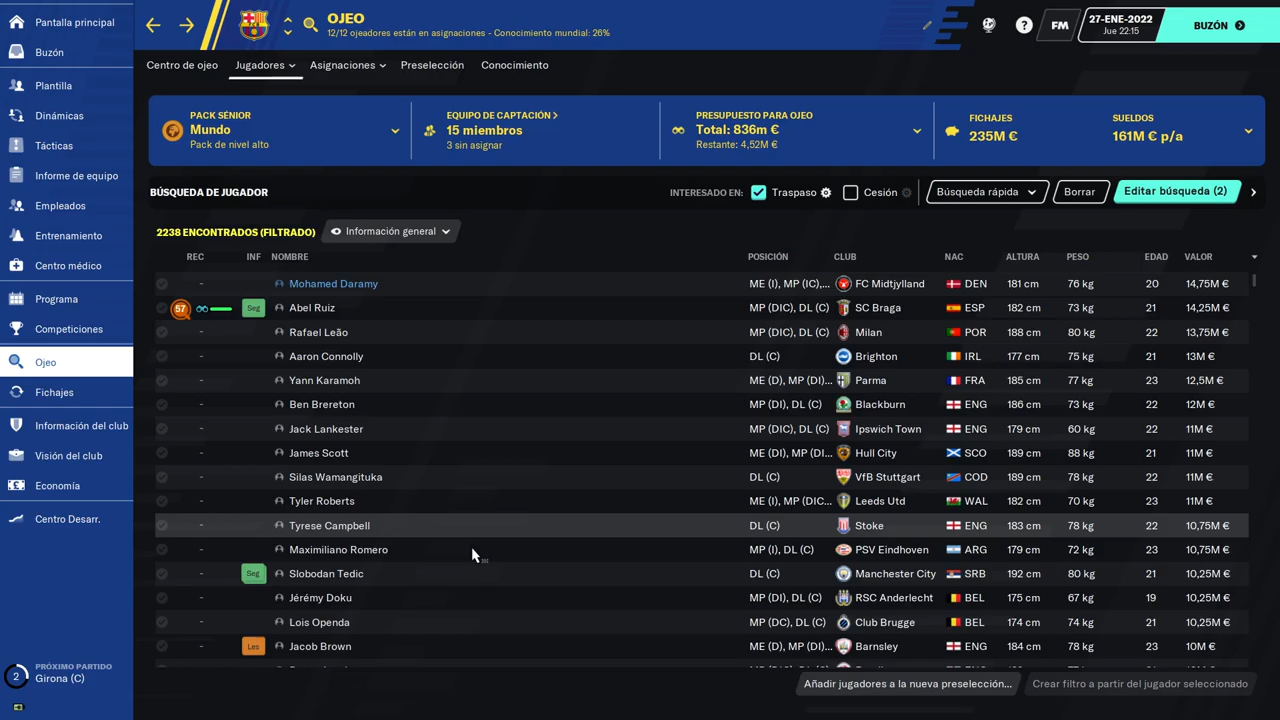 Pantalla principal
Buzón
Plantilla
Dinámicas
Tácticas
Informe de equipo
Empleados
Entrenamiento
Centro médico
Programa
Competiciones
Ojeo
Fichajes
Información del club
Visión del club
Economía
Centro Desarr.
2 PRÓXIMO PARTIDO
Girona (C)
OJEO
12/12 ojeadores están en asignaciones - Conocimiento mundial: 26%
? FM 27-ENE-2022
Jue 22:15
BUZÓN
Centro de ojeo Jugadores Asignaciones Preselección Conocimiento
PACK SÉNIOR
Mundo
Pack de nivel alto
EQUIPO DE CAPTACIÓN
15 miembros
3 sin asignar
PRESUPUESTO PARA OJEO
Total: 836m €
Restante: 4,52M €
FICHAJES
235M €
SUELDOS
161M € p/a
BÚSQUEDA DE JUGADOR INTERESADO EN: Traspaso Cesión Búsqueda rápida Borrar Editar búsqueda (2)
2238 ENCONTRADOS (FILTRADO) Información general
REC INF NOMBRE POSICIÓN CLUB NAC ALTURA PESO EDAD VALOR
- Mohamed Daramy ME (I), MP (IC),... FC Midtjylland DEN 181 cm 76 kg 20 14,75M €
57 Seg Abel Ruiz MP (DIC), DL (C) SC Braga ESP 182 cm 73 kg 21 14,25M €
- Rafael Leão MP (DIC), DL (C) Milan POR 188 cm 80 kg 22 13,75M €
- Aaron Connolly DL (C) Brighton IRL 177 cm 75 kg 21 13M €
- Yann Karamoh ME (D), MP (DI)... Parma FRA 185 cm 77 kg 23 12,5M €
- Ben Brereton MP (DI), DL (C) Blackburn ENG 186 cm 73 kg 22 12M €
- Jack Lankester MP (DIC), DL (C) Ipswich Town ENG 179 cm 60 kg 22 11M €
- James Scott ME (DI), MP (DI... Hull City SCO 189 cm 88 kg 21 11M €
- Silas Wamangituka DL (C) VfB Stuttgart COD 189 cm 78 kg 22 11M €
- Tyler Roberts ME (I), MP (DIC... Leeds Utd WAL 182 cm 70 kg 23 11M €
- Tyrese Campbell DL (C) Stoke ENG 183 cm 78 kg 22 10,75M €
- Maximiliano Romero MP (I), DL (C) PSV Eindhoven ARG 179 cm 72 kg 23 10,75M €
- Seg Slobodan Tedic DL (C) Manchester City SRB 192 cm 80 kg 21 10,25M €
- Jérémy Doku MP (DI), DL (C) RSC Anderlecht BEL 175 cm 67 kg 19 10,25M €
- Lois Openda MP (DC), DL (C) Club Brugge BEL 174 cm 74 kg 21 10,25M €
- Les Jacob Brown ME (D), MP (DI)... Barnsley ENG 184 cm 78 kg 23 10M €
Añadir jugadores a la nueva preselección... Crear filtro a partir del jugador seleccionado